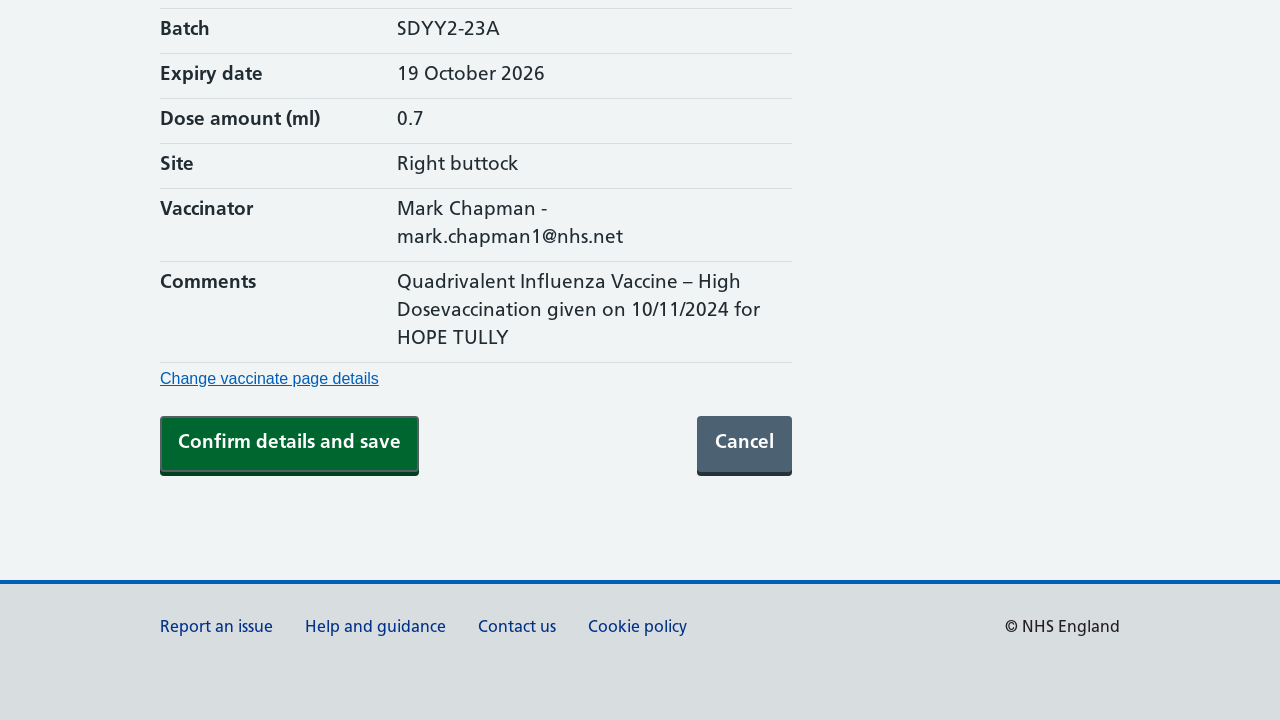 Batch SDYY2-23A
Expiry date 19 October 2026
Dose amount (ml) 0.7
Site Right buttock
Vaccinator Mark Chapman -
mark.chapman1@nhs.net
Comments Quadrivalent Influenza Vaccine – High
Dosevaccination given on 10/11/2024 for
HOPE TULLY
Change vaccinate page details
Confirm details and save Cancel
Report an issue Help and guidance Contact us Cookie policy © NHS England